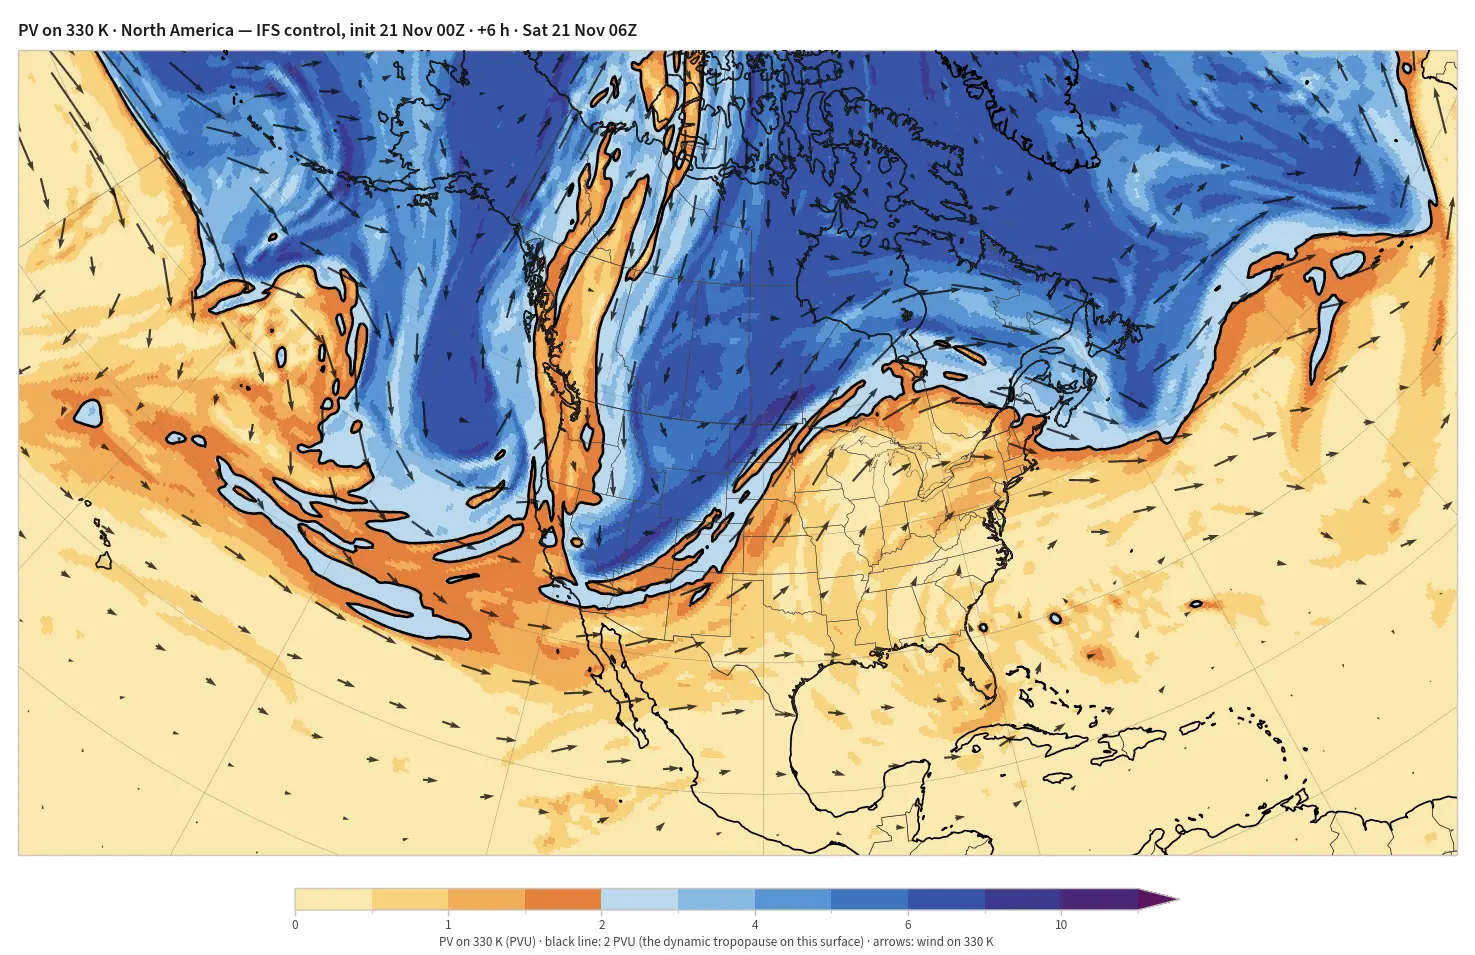 PV on 330 K · North America — IFS control, init 21 Nov 00Z · +6 h · Sat 21 Nov 06Z
0 1 2 4 6 10
PV on 330 K (PVU) · black line: 2 PVU (the dynamic tropopause on this surface) · arrows: wind on 330 K